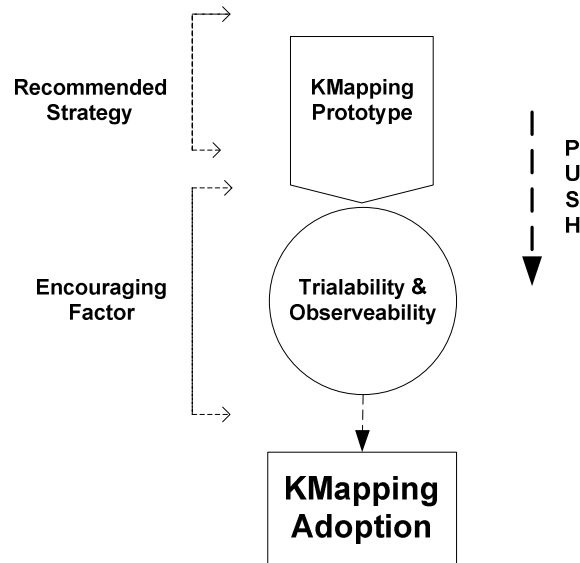 Recommended
Strategy
KMapping
Prototype
P
U
S
H
Encouraging
Factor
Trialability &
Observeability
KMapping
Adoption